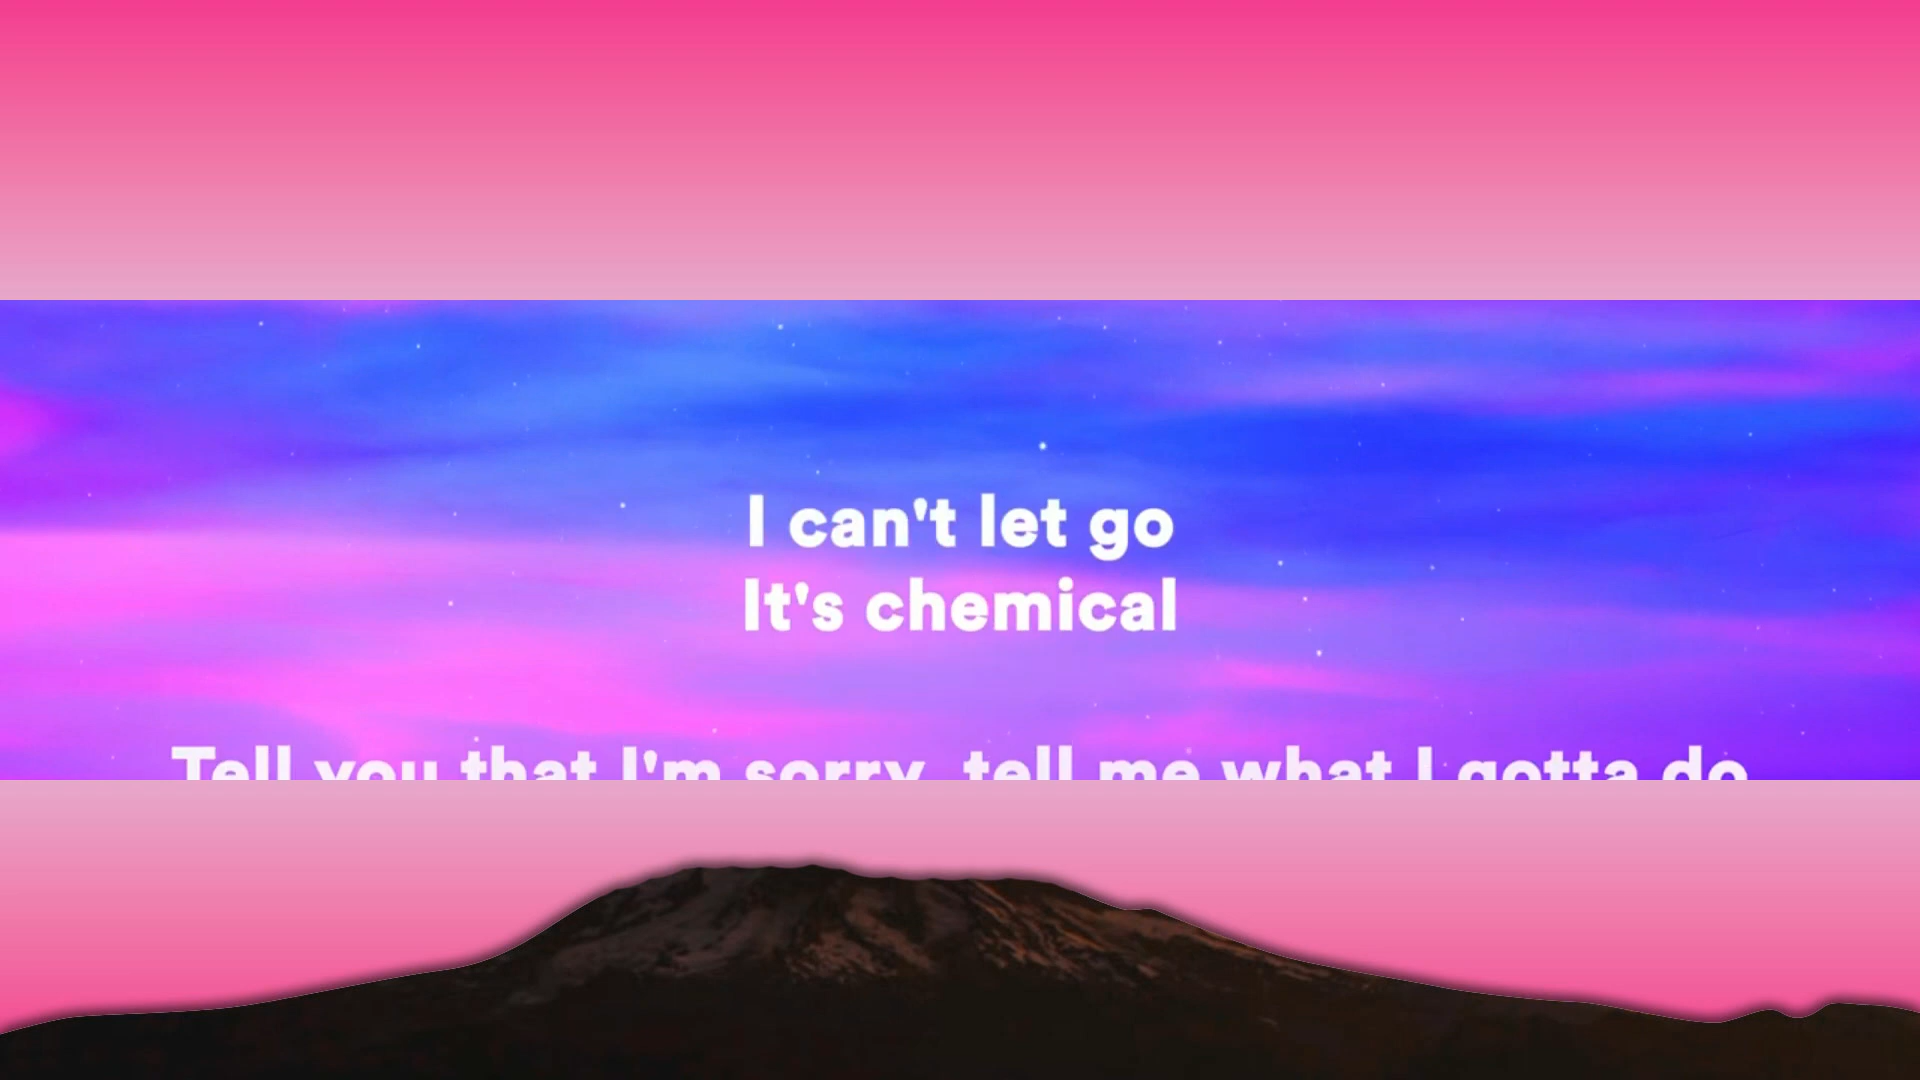 I can't let go
It's chemical
Tell you that I'm sorry, tell me what I gotta do